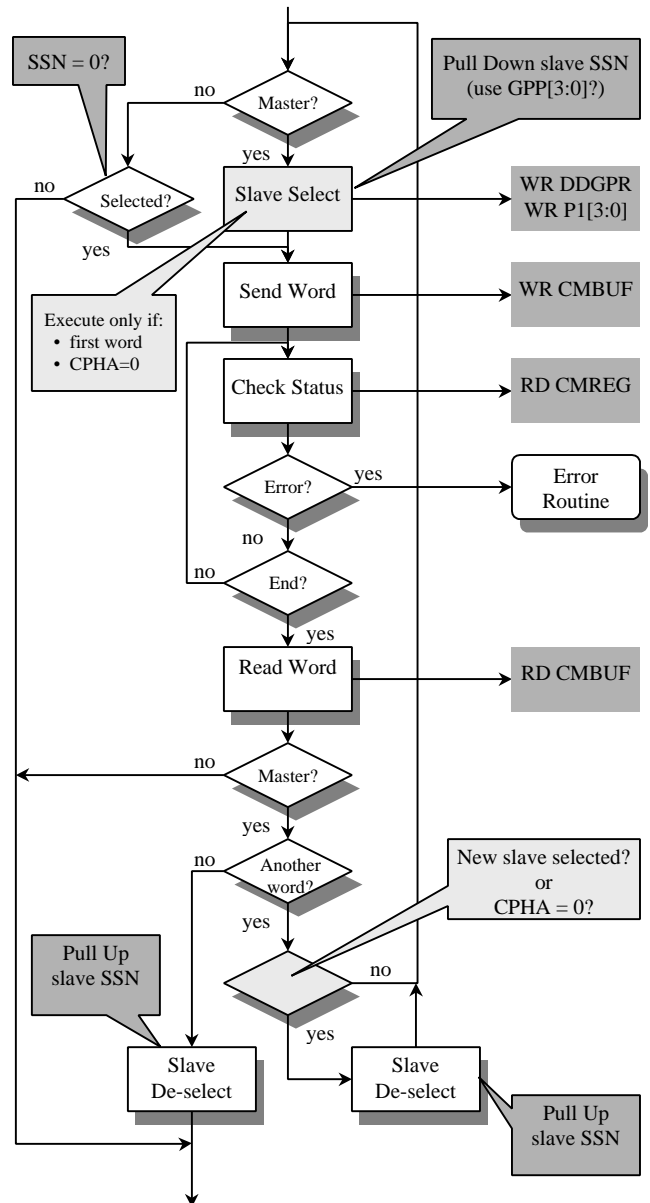 SSN = 0?
Pull Down slave SSN
(use GPP[3:0]?)
no
Master?
yes
no
Selected?
Slave Select
WR DDGPR
WR P1[3:0]
yes
Send Word
WR CMBUF
Execute only if:
• first word
• CPHA=0
Check Status
RD CMREG
Error?
yes
Error
Routine
no
no
End?
yes
Read Word
RD CMBUF
no
Master?
yes
no
Another
word?
New slave selected?
or
CPHA = 0?
yes
Pull Up
slave SSN
no
yes
Slave
De-select
Slave
De-select
Pull Up
slave SSN